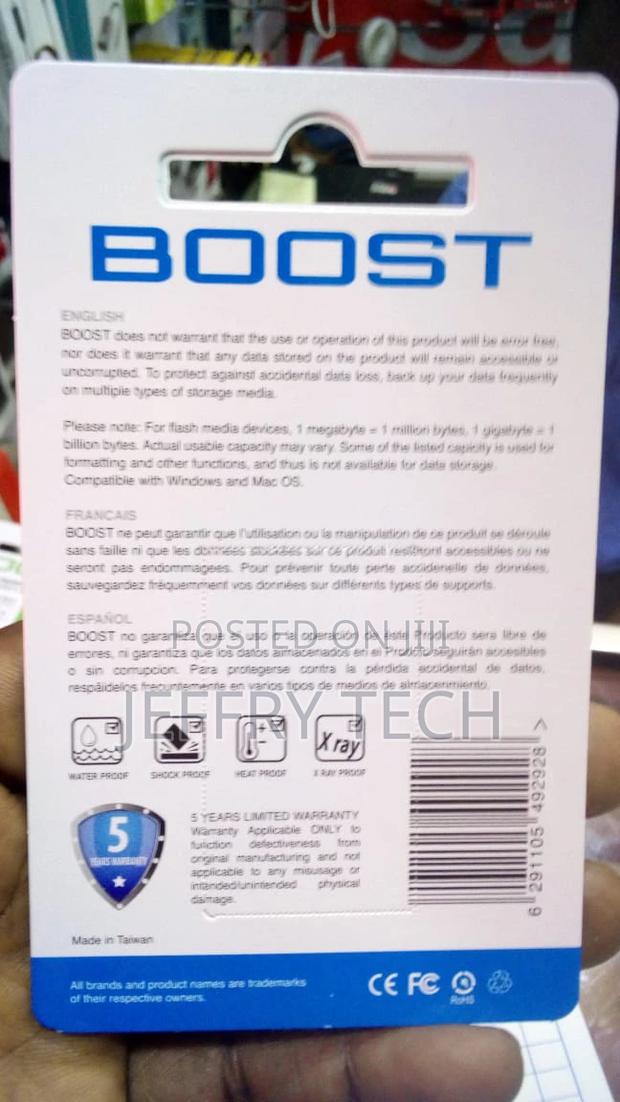 BOOST
ENGLISH
BOOST does not warrant that the use or operation of this product will be error free,
nor does it warrant that any data stored on the product will remain accessible or
uncorrupted. To protect against accidental data loss, back up your data frequently
on multiple types of storage media.
Please note: For flash media devices, 1 megabyte = 1 million bytes, 1 gigabyte = 1
billion bytes. Actual usable capacity may vary. Some of the listed capicity is used for
formatting and other functions, and thus is not available for data storage.
Compatible with Windows and Mac OS.
FRANCAIS
BOOST ne peut garantir que l'utilisation ou la manipulation de ce produit se déroule
sans faille ni que les données stockées sur ce produit resteront accessibles ou ne
seront pas endommagees. Pour prévenir toute perte accidenelle de données,
sauvegardez fréquemment vos données sur différents types de supports.
ESPAÑOL
BOOST no garantiza que el uso o la operación de este Producto sera libre de
POSTED ON JIJI
errores, ni garantiza que los datos almacenados en el Producto seguirán accesibles
o sin corrupcion. Para protegerse contra la pérdida accidental de datos,
respáldelos frecuntemente en varios tipos de medios de almacenmiento.
JEFFRY TECH
X ray
WATER PROOF SHOCK PROOF HEAT PROOF X RAY PROOF
5
YEARS WARRANTY
5 YEARS LIMITED WARRANTY
Warranty Applicable ONLY to
fuliction defectiveness from
original manufacturing and not
applicable to any misusage or
intanded/unintended physical
damage.
6 291105 492928 >
Made in Taiwan
All brands and product names are trademarks
of their respective owners.
CE FC RoHS